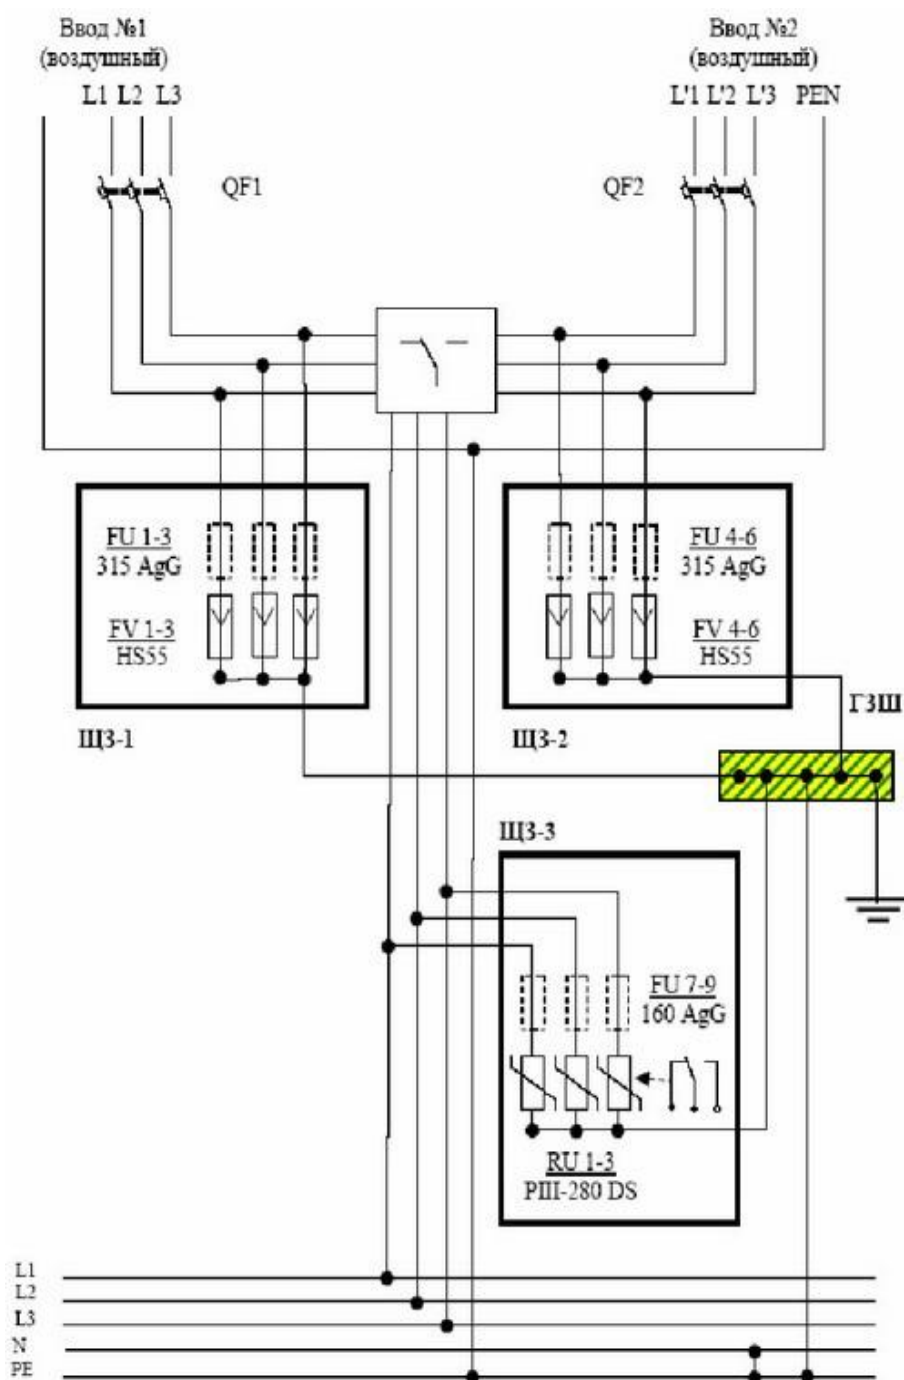 Ввод №1
(воздушный)
L1 L2 L3
Ввод №2
(воздушный)
L'1 L'2 L'3 PEN
QF1
QF2
FU 1-3
315 AgG
FV 1-3
HS55
ЩЗ-1
FU 4-6
315 AgG
FV 4-6
HS55
ЩЗ-2
ГЗШ
ЩЗ-3
FU 7-9
160 AgG
RU 1-3
PIII-280 DS
L1
L2
L3
N
PE